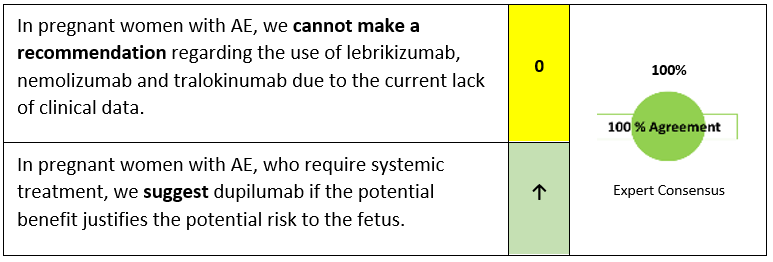 In pregnant women with AE, we cannot make a
recommendation regarding the use of lebrikizumab,
nemolizumab and tralokinumab due to the current lack
of clinical data.
0
100%
100 % Agreement
Expert Consensus
In pregnant women with AE, who require systemic
treatment, we suggest dupilumab if the potential
benefit justifies the potential risk to the fetus.
↑